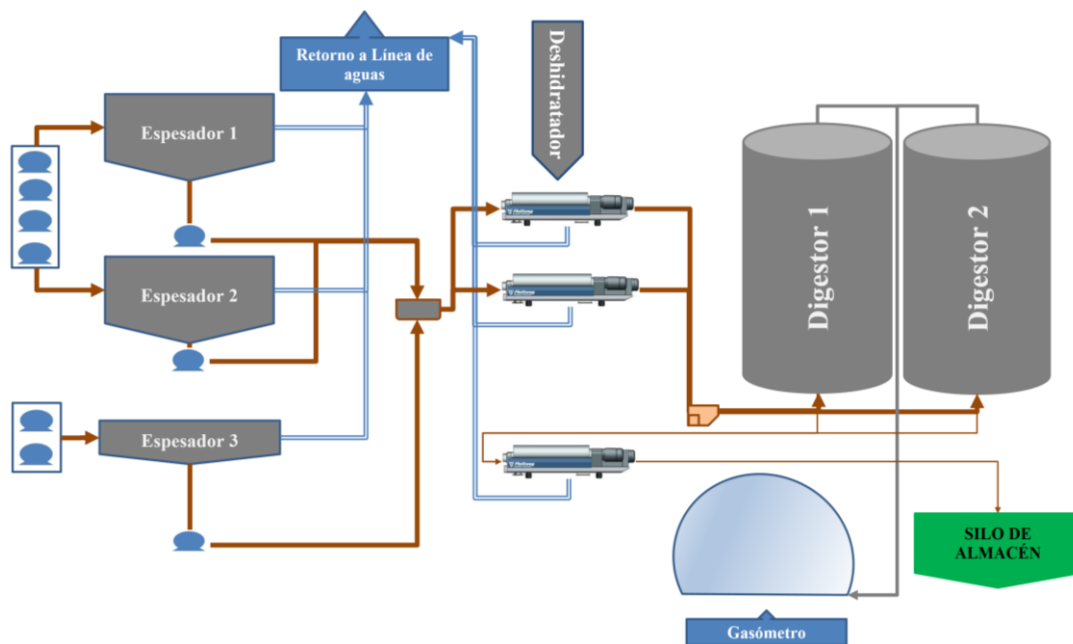 Retorno a Línea de
aguas
Deshidratador
Espesador 1
Espesador 2
Espesador 3
Digestor 1
Digestor 2
SILO DE
ALMACÉN
Gasómetro